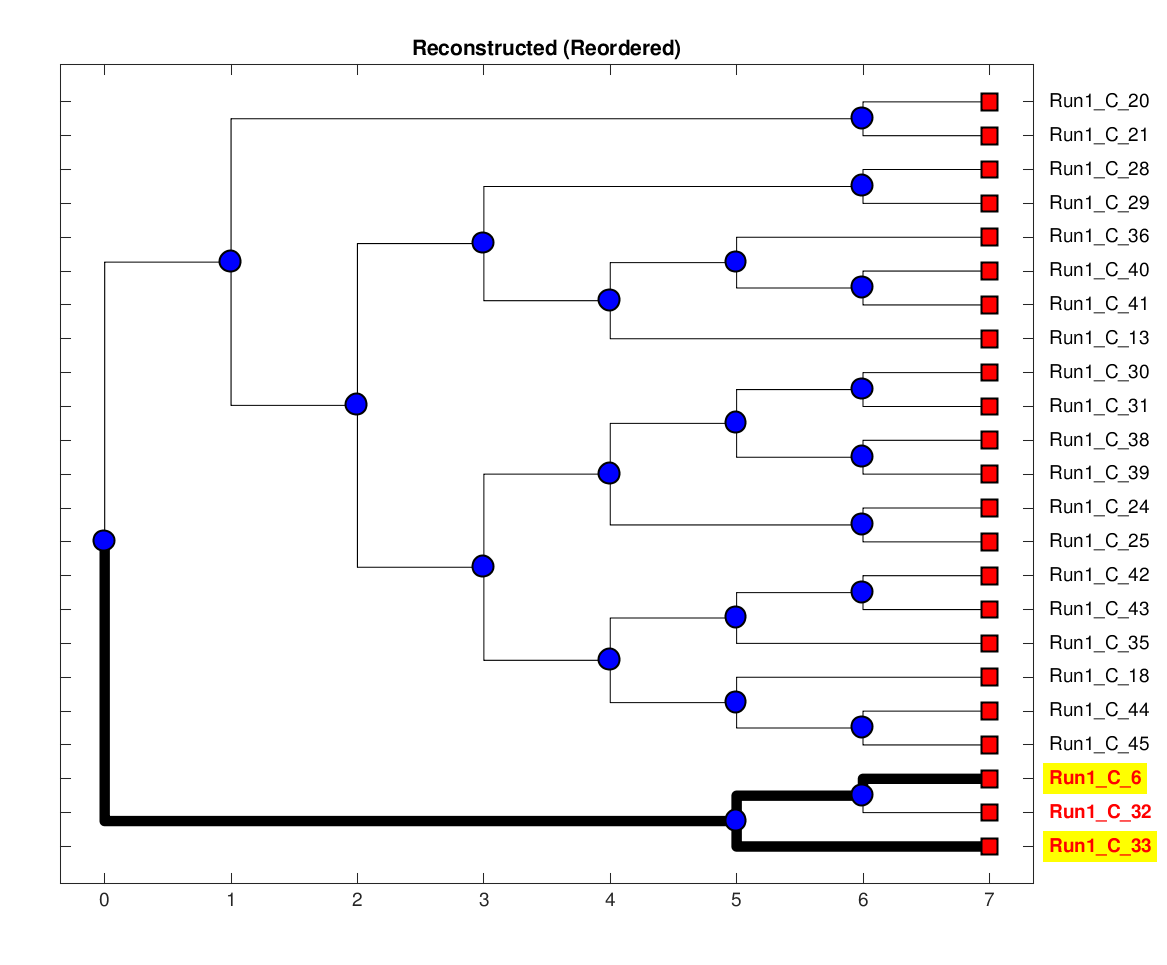 Reconstructed (Reordered)
Run1_C_20
Run1_C_21
Run1_C_28
Run1_C_29
Run1_C_36
Run1_C_40
Run1_C_41
Run1_C_13
Run1_C_30
Run1_C_31
Run1_C_38
Run1_C_39
Run1_C_24
Run1_C_25
Run1_C_42
Run1_C_43
Run1_C_35
Run1_C_18
Run1_C_44
Run1_C_45
Run1_C_6
Run1_C_32
Run1_C_33
0 1 2 3 4 5 6 7